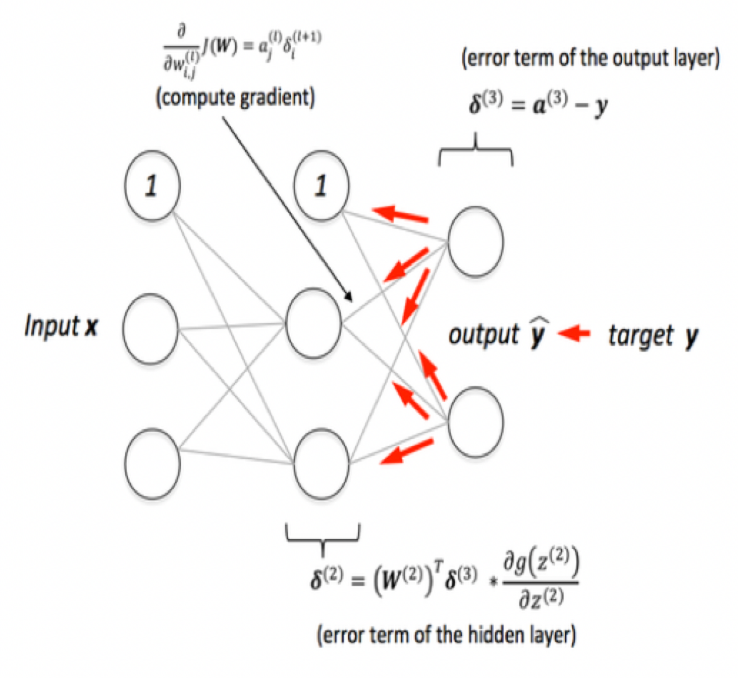 ∂/∂w_{i,j}^{(l)} J(W) = a_j^{(l)} δ_i^{(l+1)}
(compute gradient)
(error term of the output layer)
δ^{(3)} = a^{(3)} − y
1
1
Input x
output ŷ
target y
δ^{(2)} = (W^{(2)})^T δ^{(3)} * ∂g(z^{(2)})/∂z^{(2)}
(error term of the hidden layer)